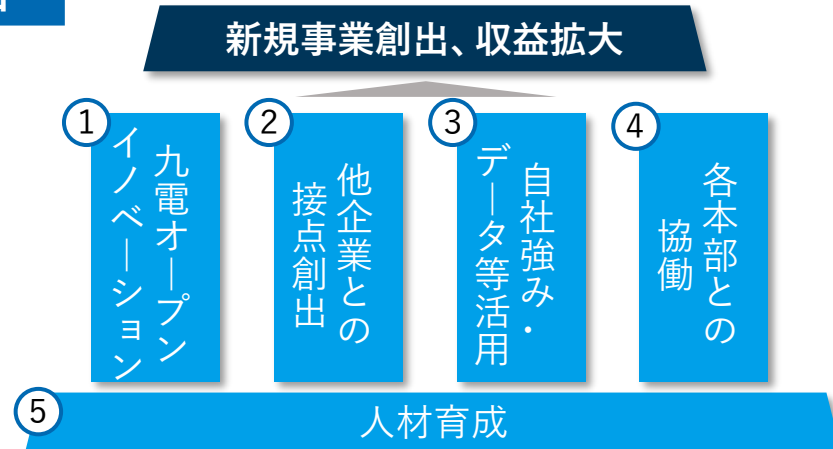 新規事業創出、収益拡大
①
九電オープン
イノベーション
②
他企業との
接点創出
③
自社強み・
データ等活用
④
各本部との
協働
⑤
人材育成